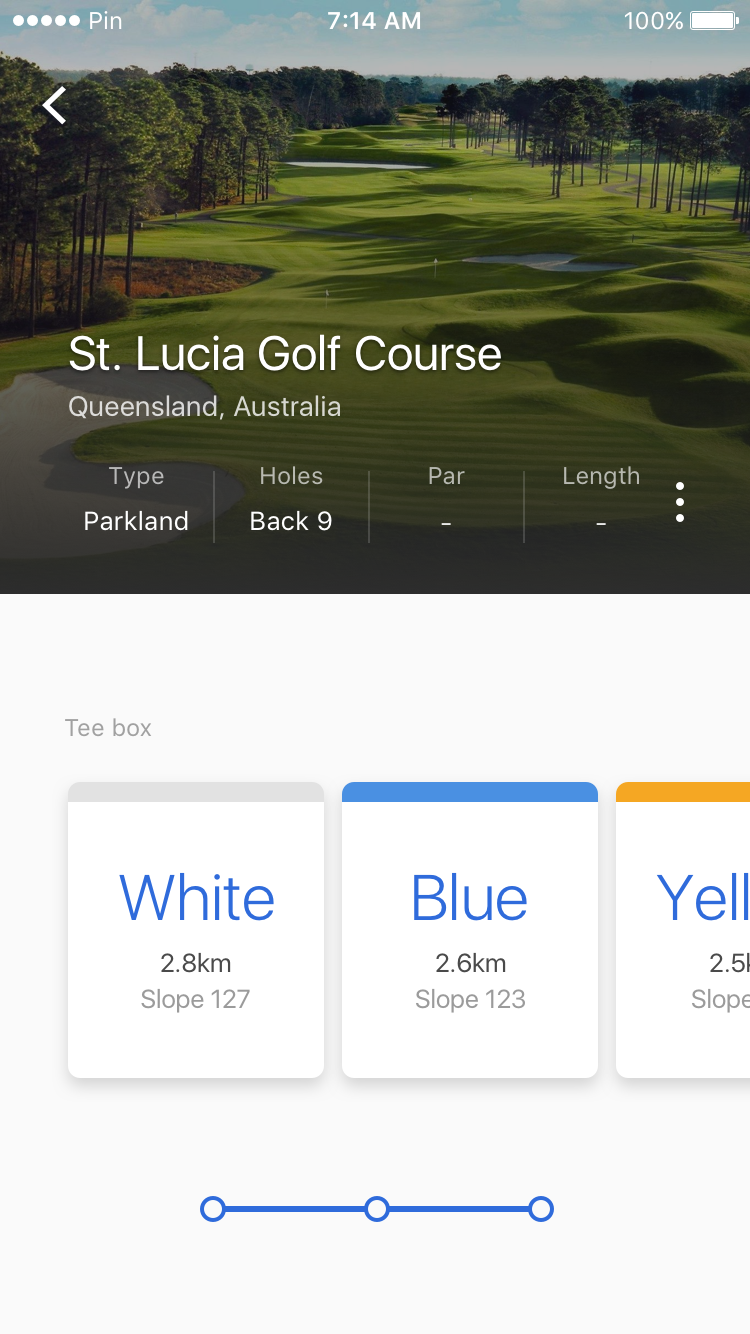 Pin 7:14 AM 100%
St. Lucia Golf Course
Queensland, Australia
Type Holes Par Length
Parkland Back 9 - -
Tee box
White Blue Yell
2.8km 2.6km 2.5k
Slope 127 Slope 123 Slope